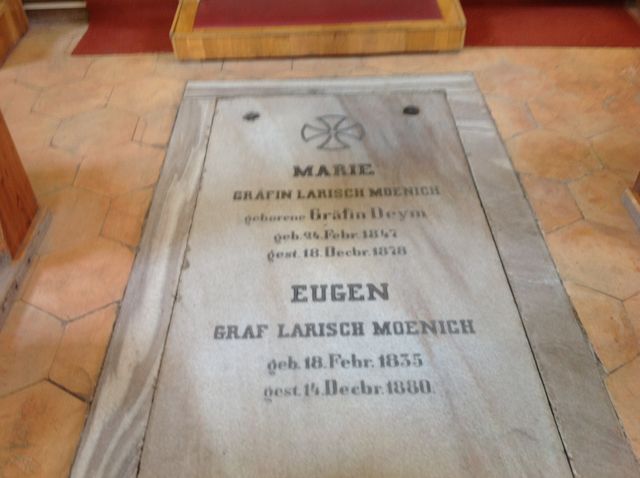 MARIE
GRÄFIN LARISCH MOENICH
geborene Gräfin Deym
geb. 24. Febr. 1847
gest. 18. Decbr. 1878
EUGEN
GRAF LARISCH MOENICH
geb. 18. Febr. 1835
gest. 14. Decbr. 1880.